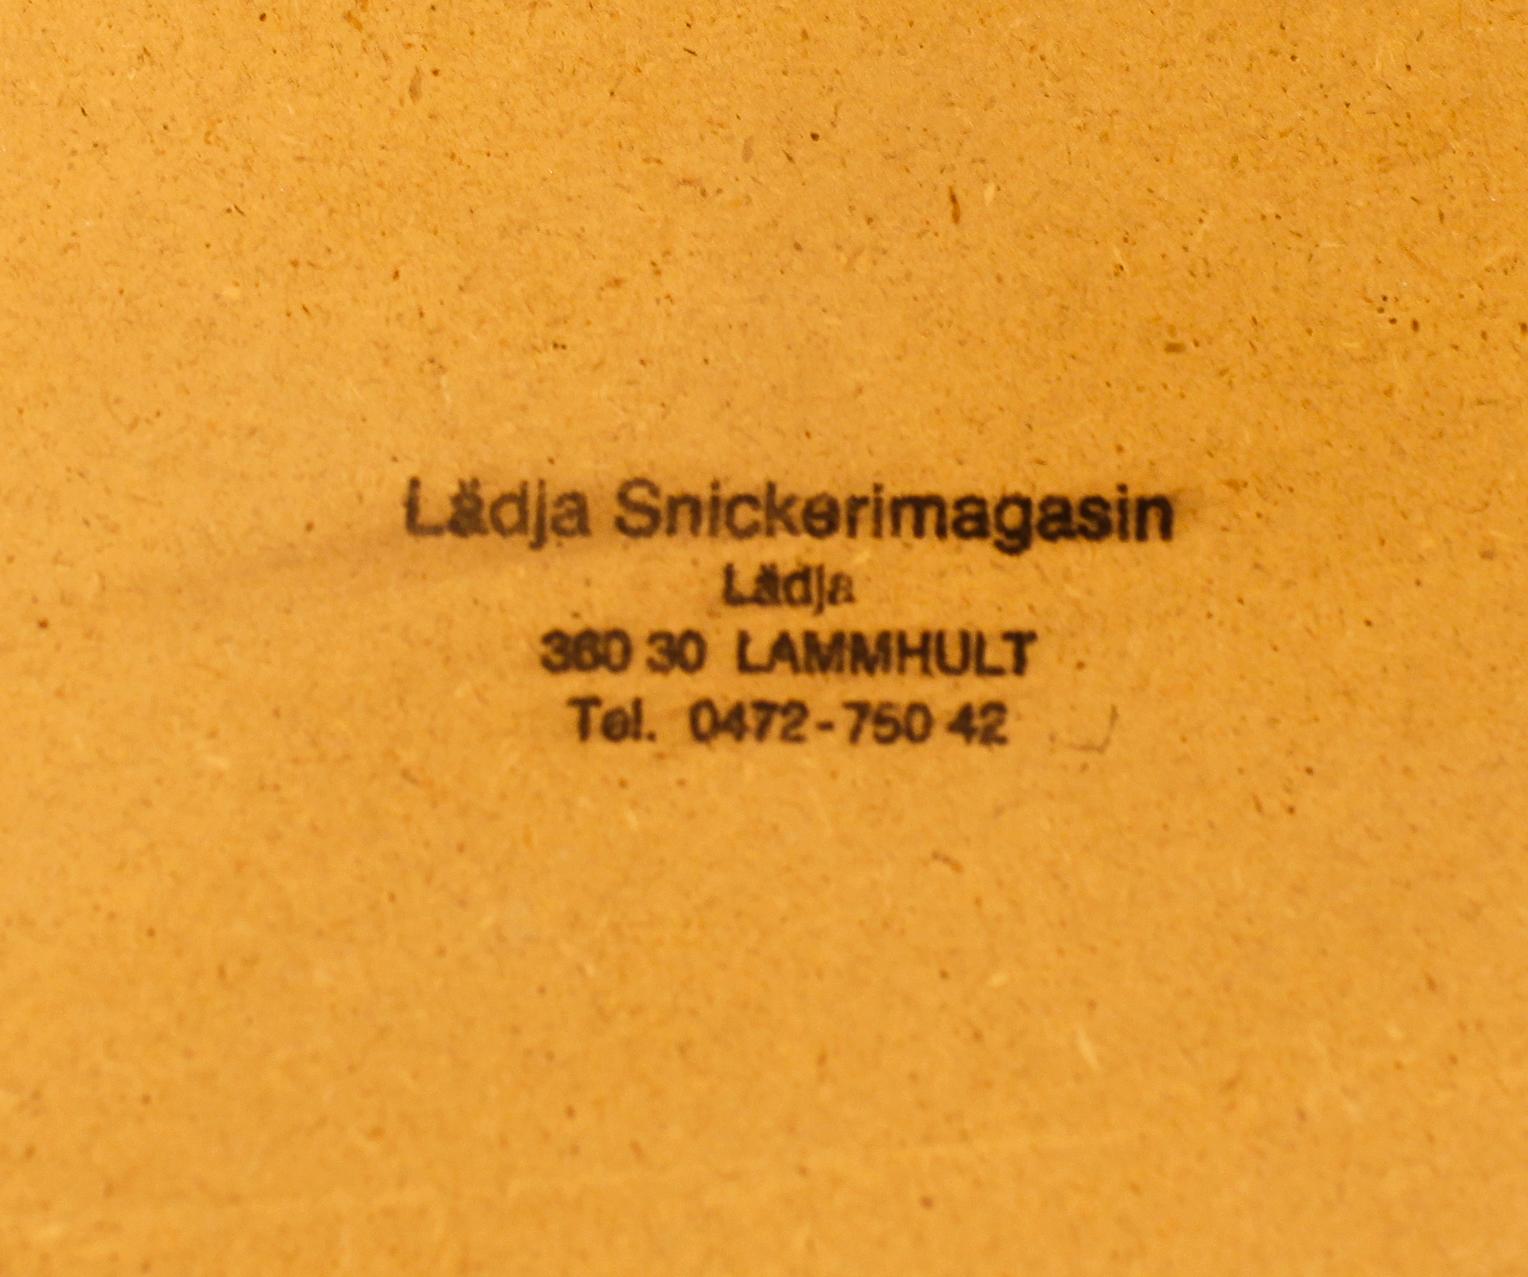 Lädja Snickerimagasin
Lädja
360 30 LAMMHULT
Tel. 0472-750 42